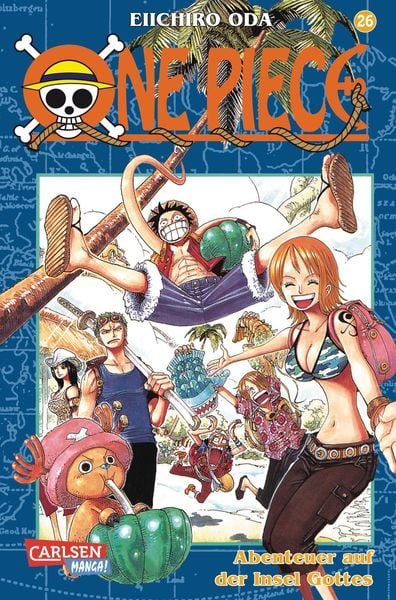 EIICHIRO ODA
26
ONE PIECE
CARLSEN
MANGA!
Abenteuer auf
der Insel Gottes